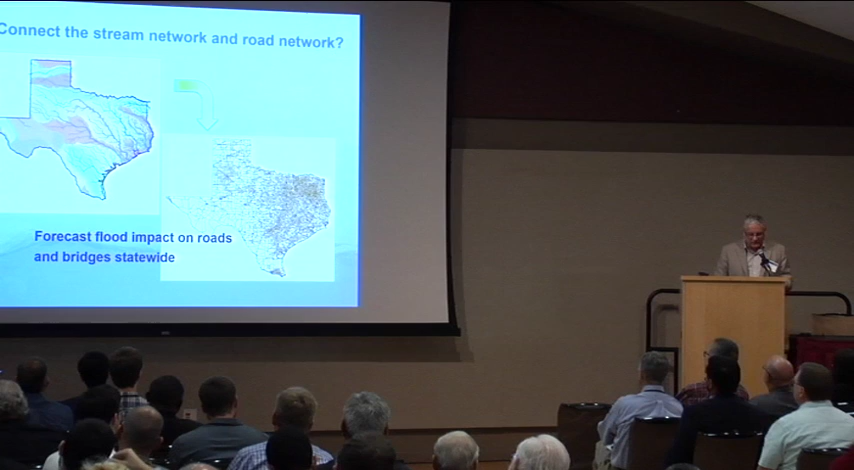 Connect the stream network and road network?
Forecast flood impact on roads
and bridges statewide